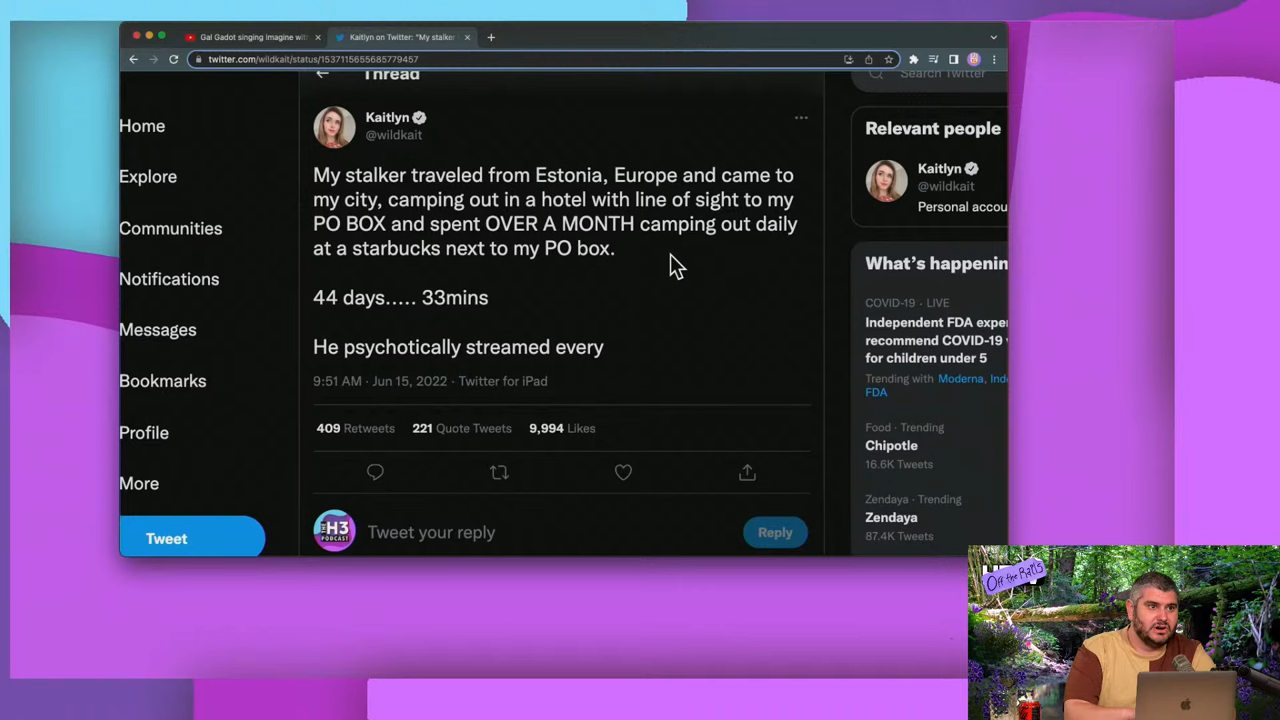 Gal Gadot singing imagine wit
Kaitlyn on Twitter: "My stalker
twitter.com/wildkait/status/1537115655685779457
Thread
Search Twitter
Home
Explore
Communities
Notifications
Messages
Bookmarks
Profile
More
Tweet
Kaitlyn
@wildkait
My stalker traveled from Estonia, Europe and came to
my city, camping out in a hotel with line of sight to my
PO BOX and spent OVER A MONTH camping out daily
at a starbucks next to my PO box.
44 days..... 33mins
He psychotically streamed every
9:51 AM · Jun 15, 2022 · Twitter for iPad
409 Retweets 221 Quote Tweets 9,994 Likes
H3
PODCAST
Tweet your reply
Reply
Relevant people
Kaitlyn
@wildkait
Personal accou
What's happenin
COVID-19 · LIVE
Independent FDA expe
recommend COVID-19 v
for children under 5
Trending with Moderna, Ind
FDA
Food · Trending
Chipotle
16.6K Tweets
Zendaya · Trending
Zendaya
87.4K Tweets
Off the Rails